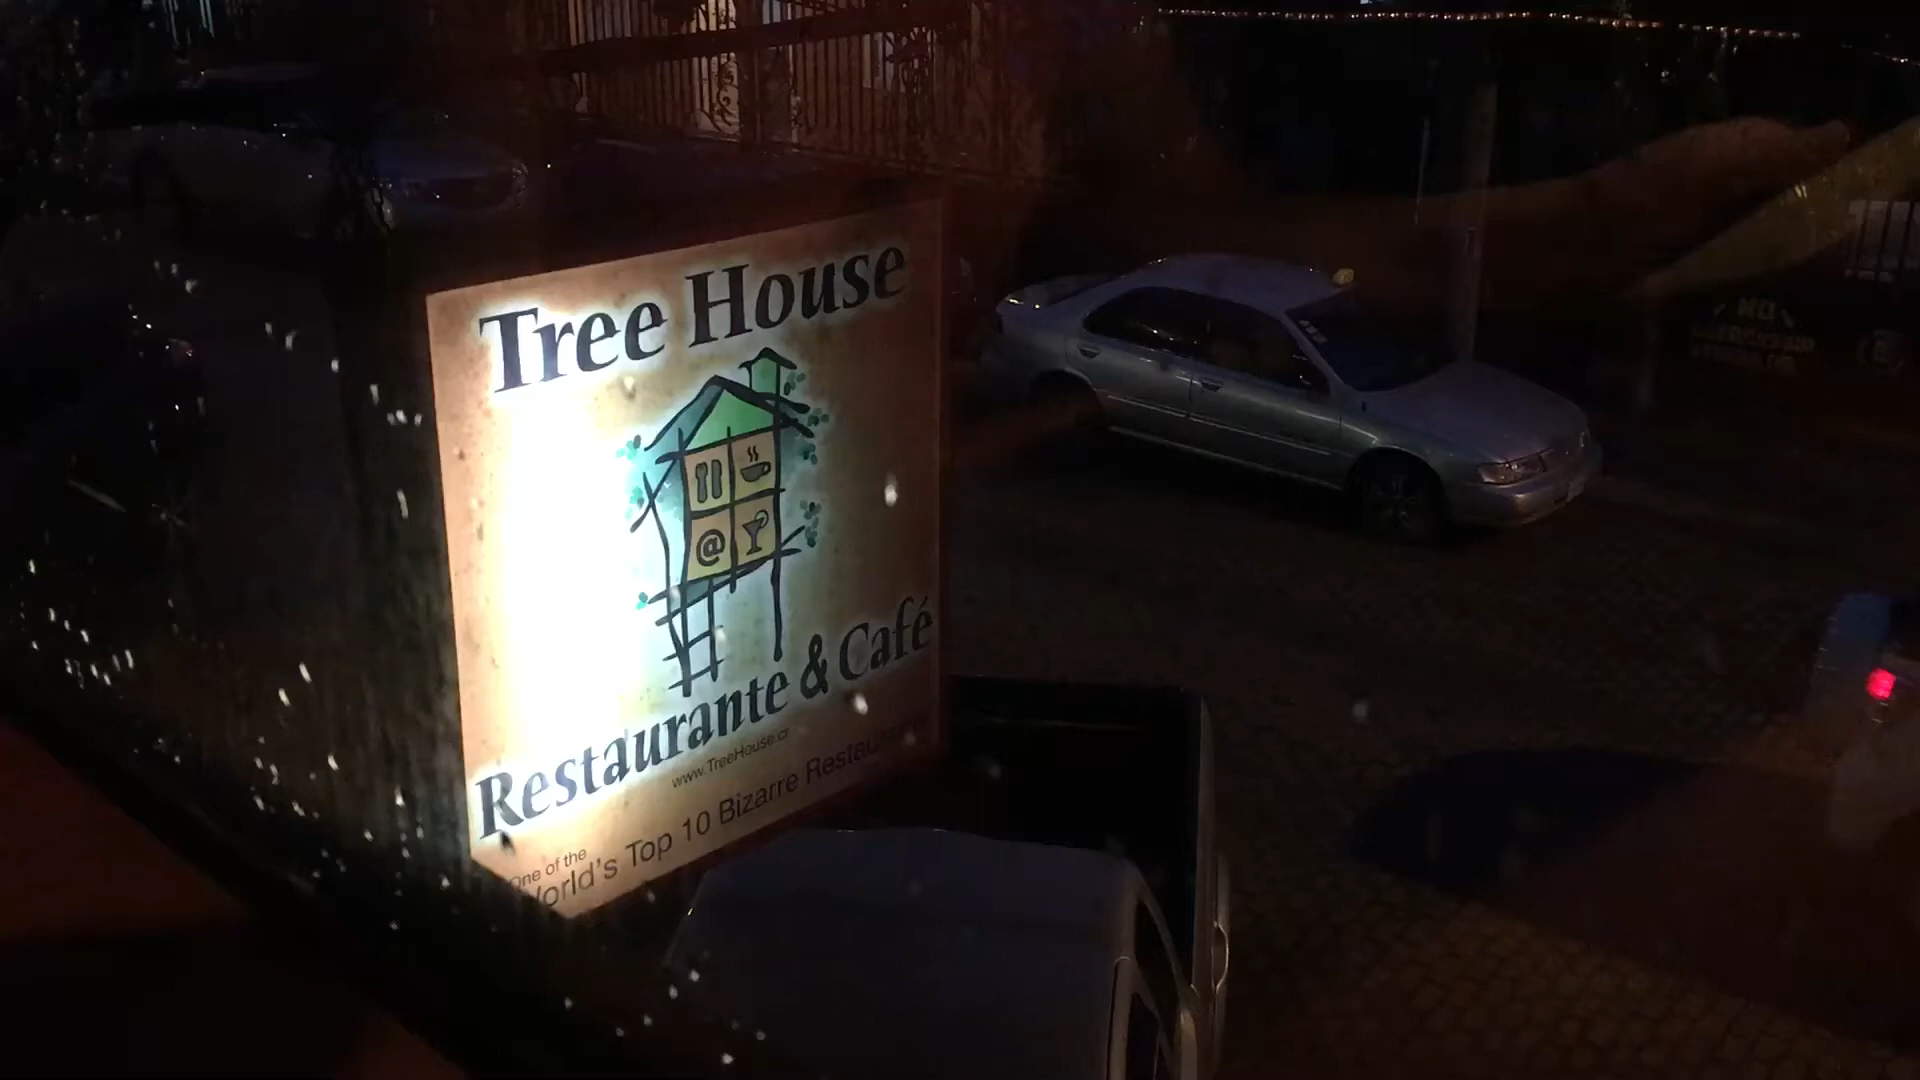 Tree House
@
Restaurante & Café
www.TreeHouse.cr
One of the
World's Top 10 Bizarre